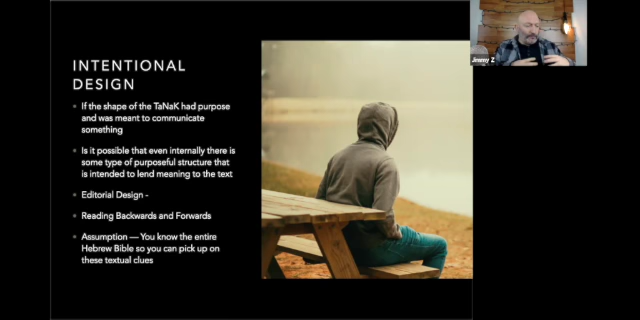 INTENTIONAL
DESIGN
If the shape of the TaNaK had purpose
and was meant to communicate
something
Is it possible that even internally there is
some type of purposeful structure that
is intended to lend meaning to the text
Editorial Design -
Reading Backwards and Forwards
Assumption — You know the entire
Hebrew Bible so you can pick up on
these textual clues
Jimmy Z